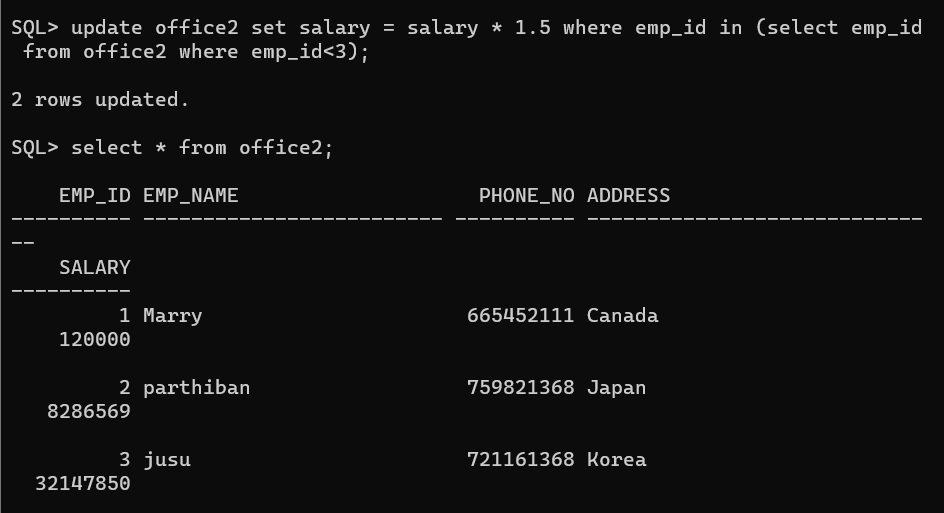 SQL> update office2 set salary = salary * 1.5 where emp_id in (select emp_id
 from office2 where emp_id<3);

2 rows updated.

SQL> select * from office2;

    EMP_ID EMP_NAME                    PHONE_NO ADDRESS
---------- ------------------------- ---------- ----------------------------
--
    SALARY
----------
         1 Marry                      665452111 Canada
    120000

         2 parthiban                  759821368 Japan
   8286569

         3 jusu                       721161368 Korea
  32147850